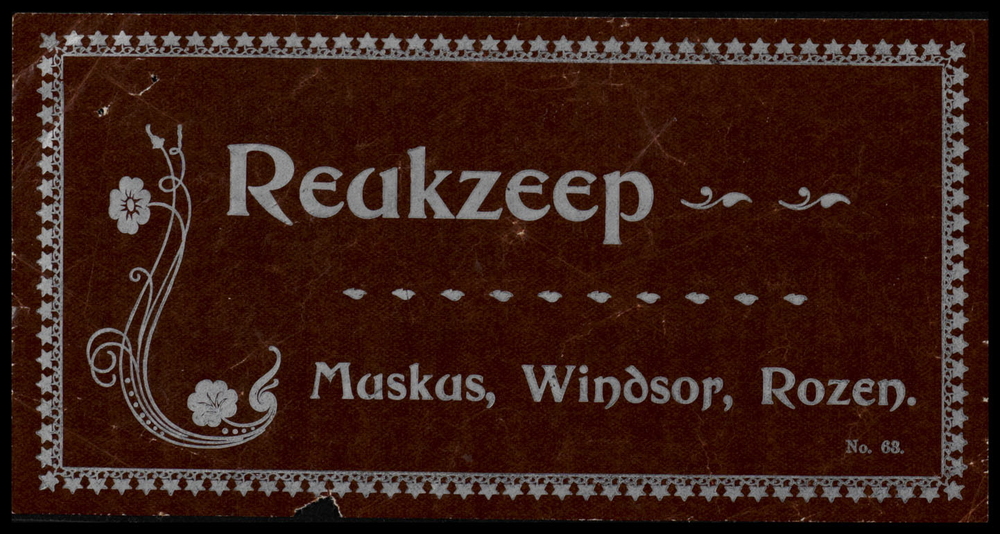 Reukzeep
Muskus, Windsor, Rozen.
No. 63.